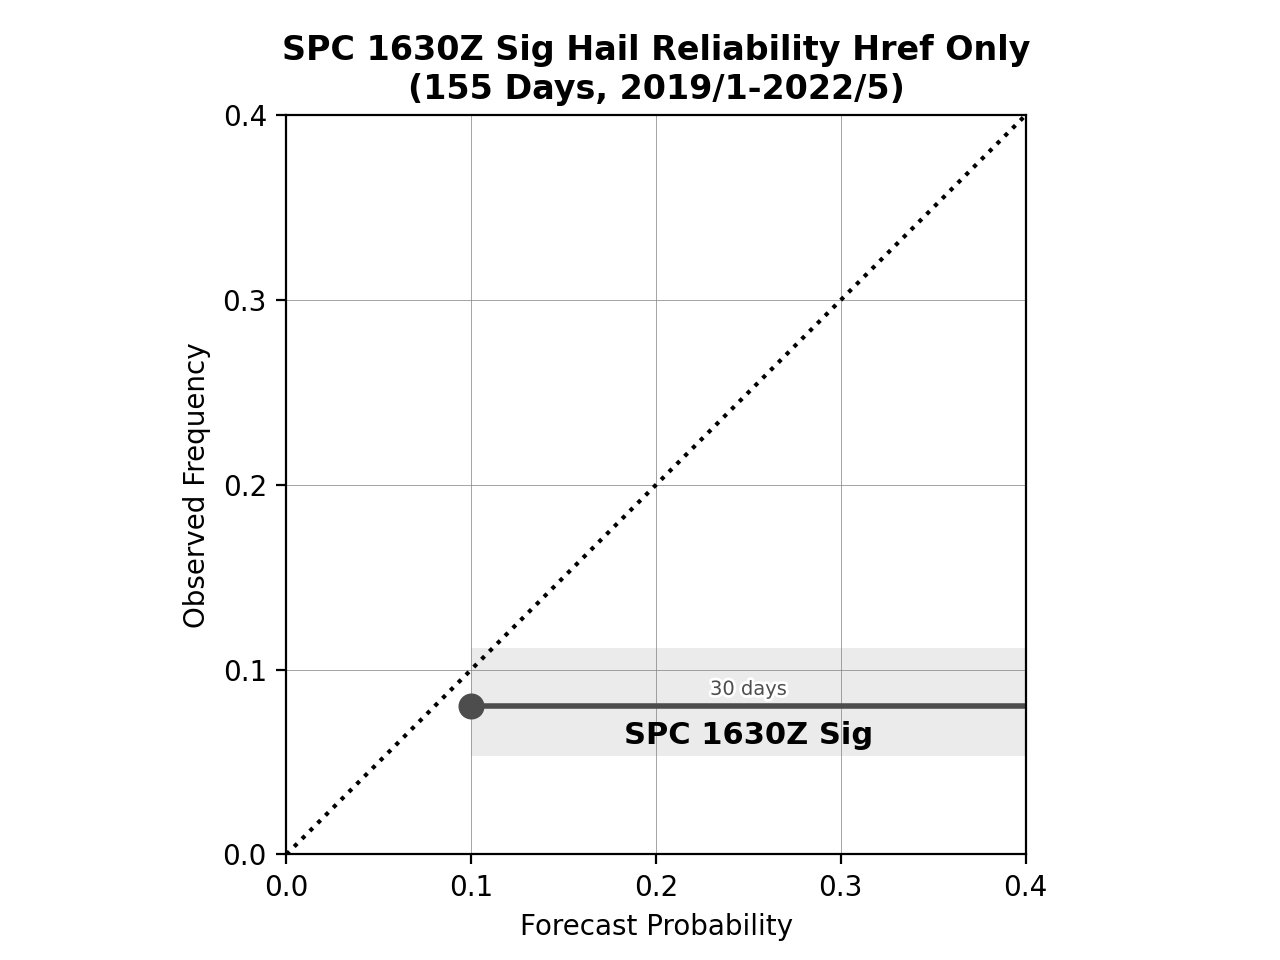 SPC 1630Z Sig Hail Reliability Href Only
(155 Days, 2019/1-2022/5)
0.4
0.3
0.2
0.1
0.0
Observed Frequency
30 days
SPC 1630Z Sig
0.0 0.1 0.2 0.3 0.4
Forecast Probability